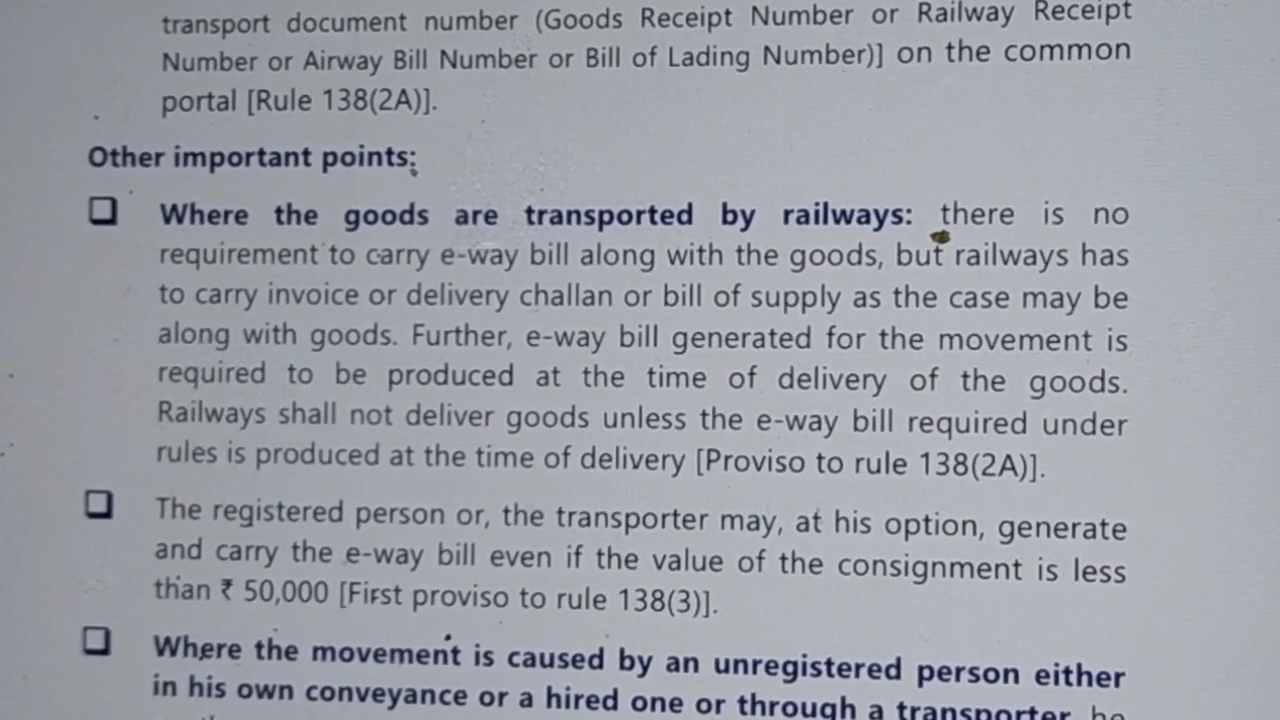 transport document number (Goods Receipt Number or Railway Receipt
Number or Airway Bill Number or Bill of Lading Number)] on the common
portal [Rule 138(2A)].
Other important points:
❑ Where the goods are transported by railways: there is no
requirement to carry e-way bill along with the goods, but railways has
to carry invoice or delivery challan or bill of supply as the case may be
along with goods. Further, e-way bill generated for the movement is
required to be produced at the time of delivery of the goods.
Railways shall not deliver goods unless the e-way bill required under
rules is produced at the time of delivery [Proviso to rule 138(2A)].
❑ The registered person or, the transporter may, at his option, generate
and carry the e-way bill even if the value of the consignment is less
than ₹ 50,000 [First proviso to rule 138(3)].
❑ Where the movement is caused by an unregistered person either
in his own conveyance or a hired one or through a transporter, he